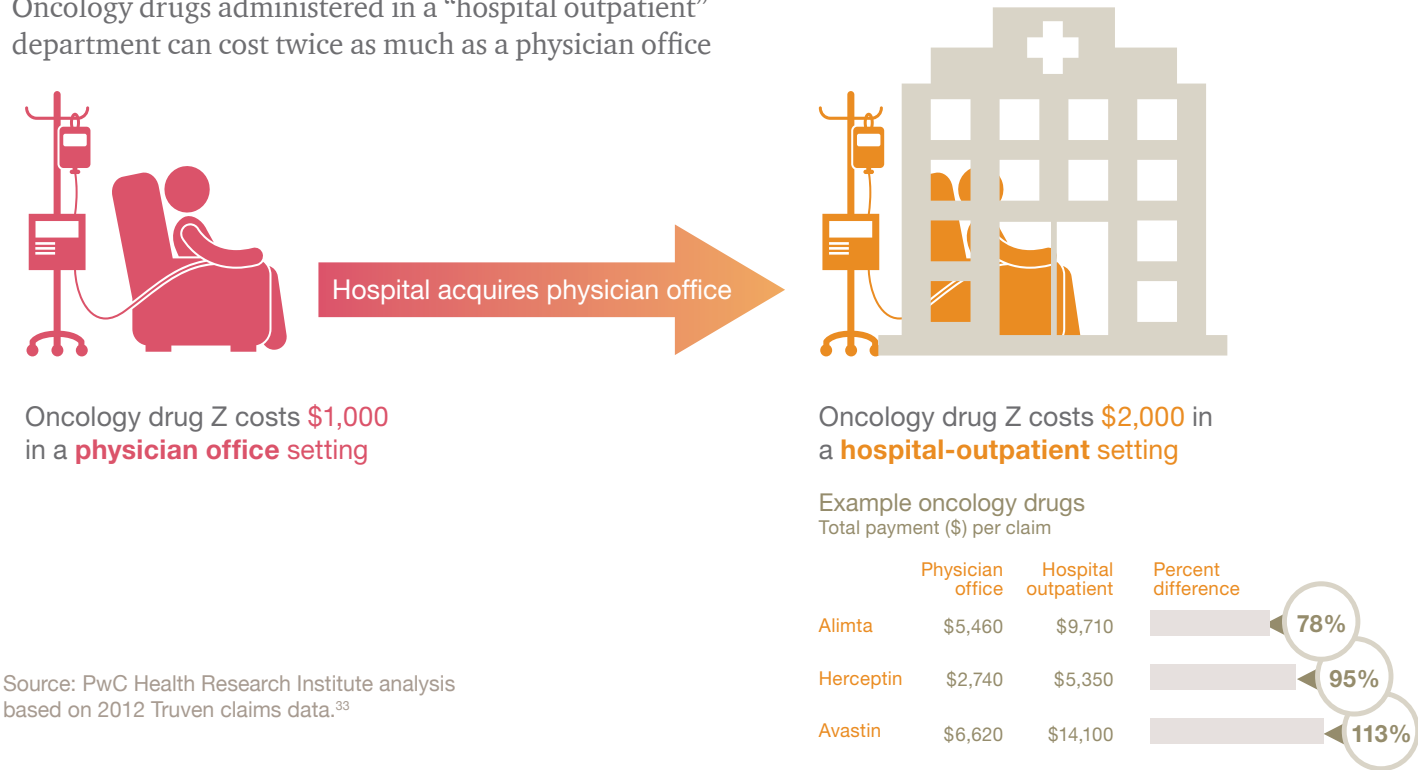 Oncology drugs administered in a “hospital outpatient”
department can cost twice as much as a physician office
Hospital acquires physician office
Oncology drug Z costs $1,000
in a physician office setting
Oncology drug Z costs $2,000 in
a hospital-outpatient setting
Example oncology drugs
Total payment ($) per claim
Physician office
Hospital outpatient
Percent difference
Alimta $5,460 $9,710 78%
Herceptin $2,740 $5,350 95%
Avastin $6,620 $14,100 113%
Source: PwC Health Research Institute analysis
based on 2012 Truven claims data.33